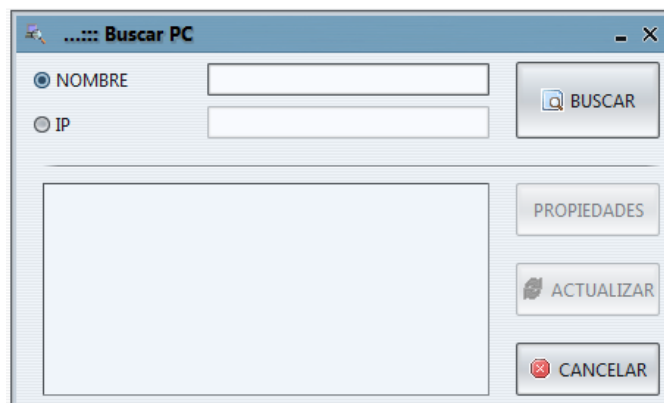 ...::: Buscar PC
NOMBRE
BUSCAR
IP
PROPIEDADES
ACTUALIZAR
CANCELAR